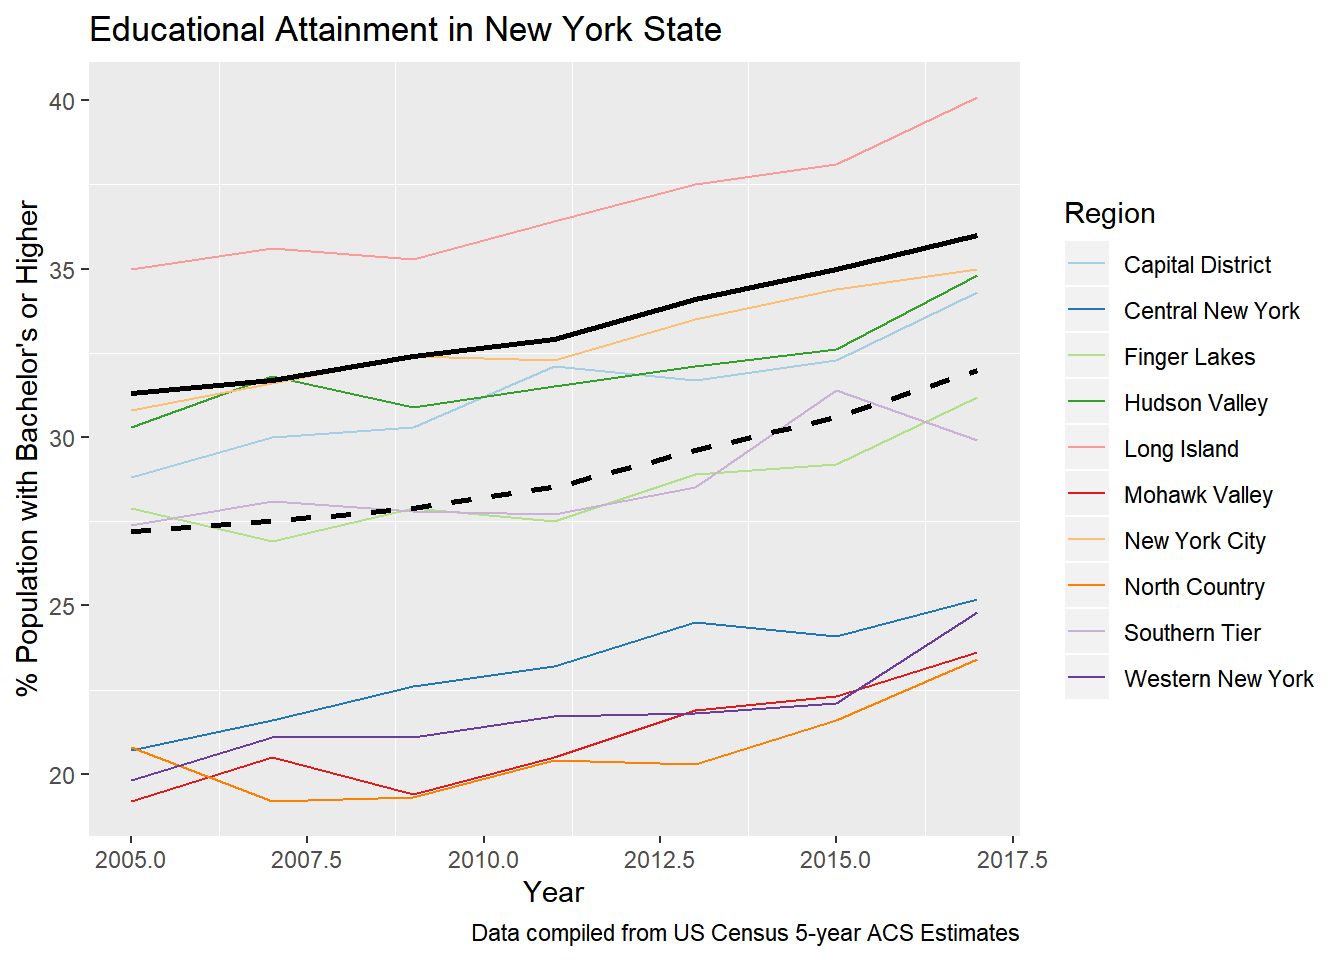 Educational Attainment in New York State
% Population with Bachelor's or Higher
40
35
30
25
20
2005.0 2007.5 2010.0 2012.5 2015.0 2017.5
Year
Data compiled from US Census 5-year ACS Estimates
Region
Capital District
Central New York
Finger Lakes
Hudson Valley
Long Island
Mohawk Valley
New York City
North Country
Southern Tier
Western New York